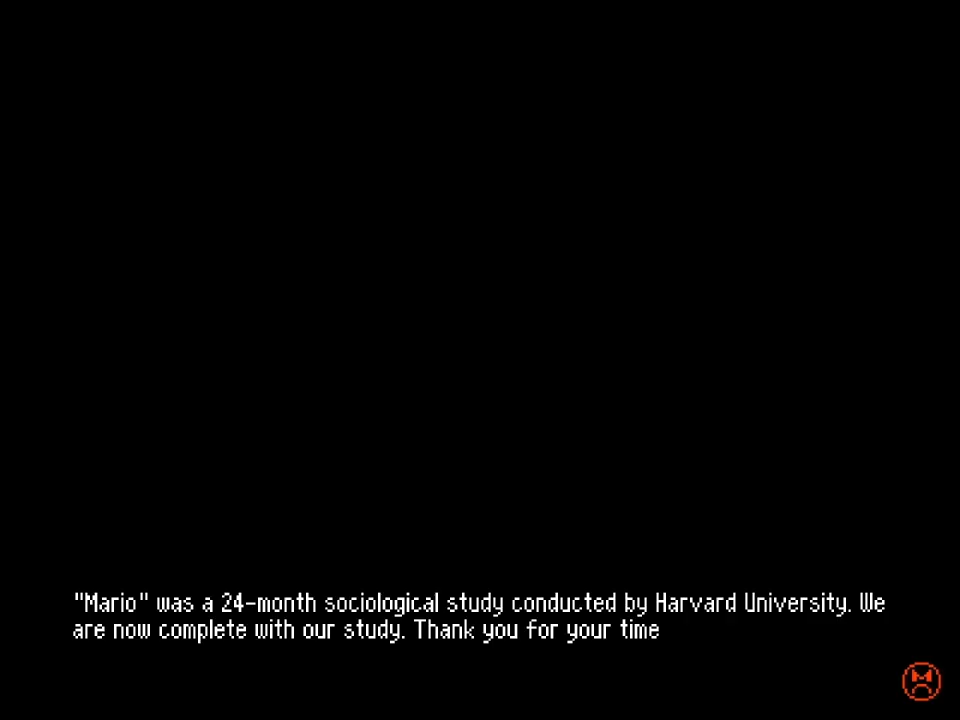 "Mario" was a 24-month sociological study conducted by Harvard University. We
are now complete with our study. Thank you for your time